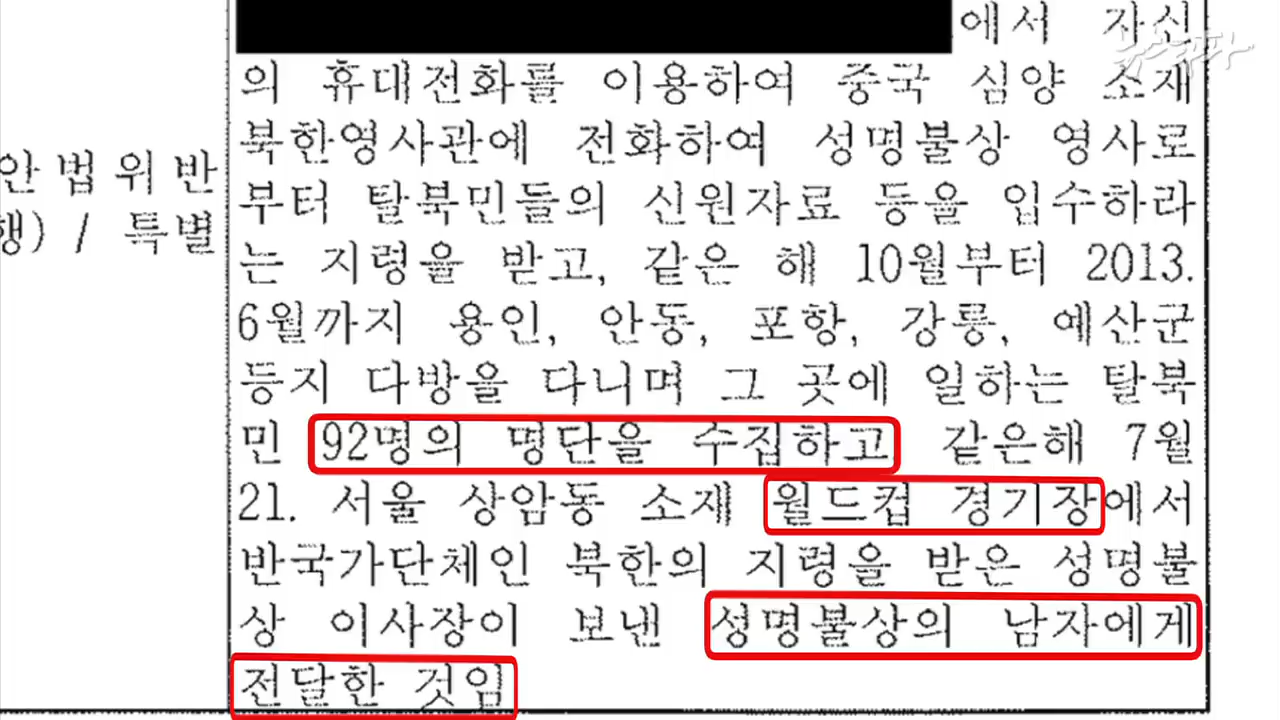 에서 자신
의 휴대전화를 이용하여 중국 심양 소재
북한영사관에 전화하여 성명불상 영사로
안법위반
부터 탈북민들의 신원자료 등을 입수하라
행) / 특별
는 지령을 받고, 같은 해 10월부터 2013.
6월까지 용인, 안동, 포항, 강릉, 예산군
등지 다방을 다니며 그 곳에 일하는 탈북
민 92명의 명단을 수집하고 같은해 7월
21. 서울 상암동 소재 월드컵 경기장에서
반국가단체인 북한의 지령을 받은 성명불
상 이사장이 보낸 성명불상의 남자에게
전달한 것임
뉴스타파